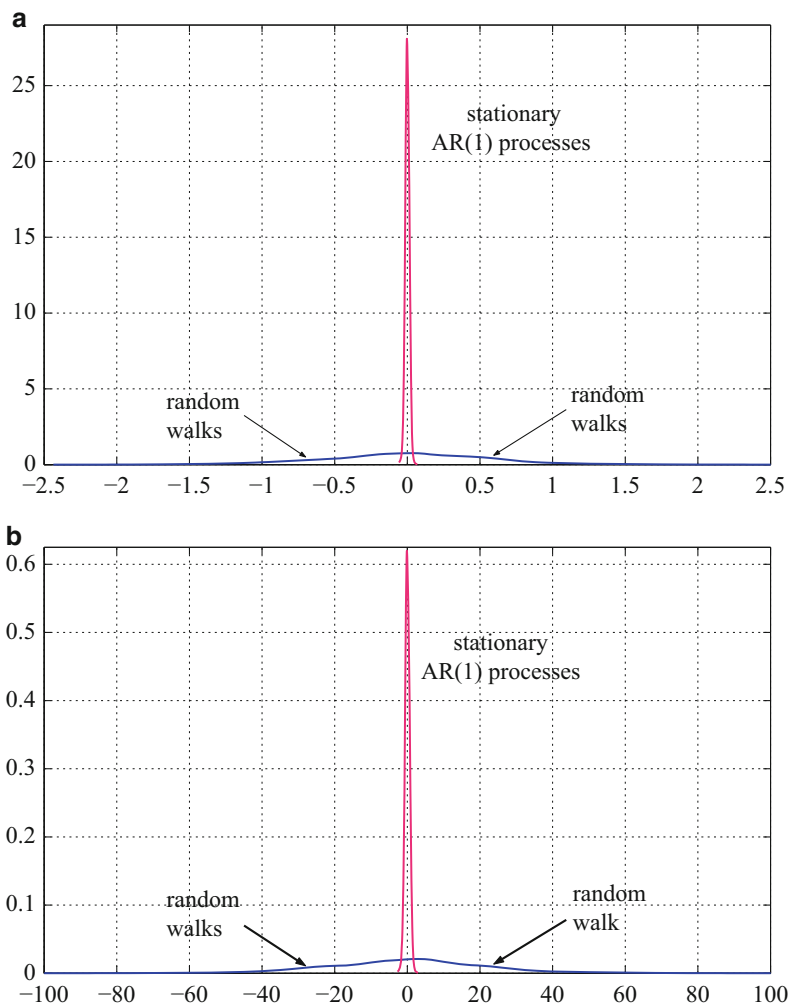 a
25
20
15
10
5
0
stationary
AR(1) processes
random
walks
random
walks
−2.5 −2 −1.5 −1 −0.5 0 0.5 1 1.5 2 2.5
b
0.6
0.5
0.4
0.3
0.2
0.1
0
stationary
AR(1) processes
random
walks
random
walk
−100 −80 −60 −40 −20 0 20 40 60 80 100